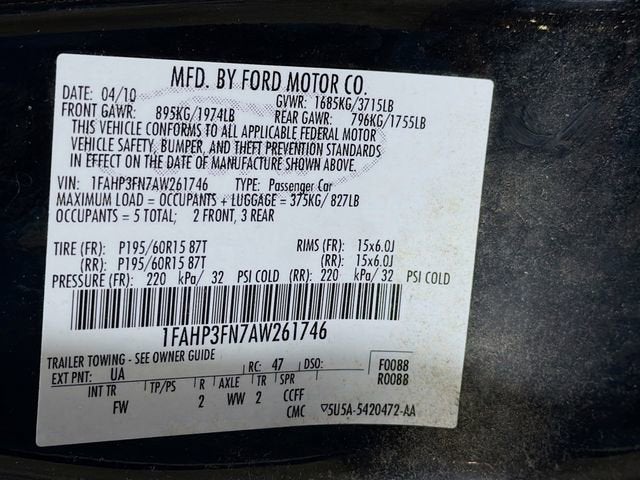 MFD. BY FORD MOTOR CO.
DATE: 04/10 GVWR: 1685KG/3715LB
FRONT GAWR: 895KG/1974LB REAR GAWR: 796KG/1755LB
THIS VEHICLE CONFORMS TO ALL APPLICABLE FEDERAL MOTOR
VEHICLE SAFETY, BUMPER, AND THEFT PREVENTION STANDARDS
IN EFFECT ON THE DATE OF MANUFACTURE SHOWN ABOVE.
VIN: 1FAHP3FN7AW261746 TYPE: Passenger Car
MAXIMUM LOAD = OCCUPANTS + LUGGAGE = 375KG/ 827LB
OCCUPANTS = 5 TOTAL; 2 FRONT, 3 REAR
TIRE (FR): P195/60R15 87T RIMS (FR): 15x6.0J
(RR): P195/60R15 87T (RR): 15x6.0J
PRESSURE (FR): 220 kPa/ 32 PSI COLD (RR): 220 kPa/ 32 PSI COLD
1FAHP3FN7AW261746
TRAILER TOWING - SEE OWNER GUIDE
EXT PNT: UA RC: 47 DSO: F0088
INT TR TP/PS R AXLE TR SPR R0088
FW 2 WW 2 CCFF
CMC ▽5U5A-5420472-AA